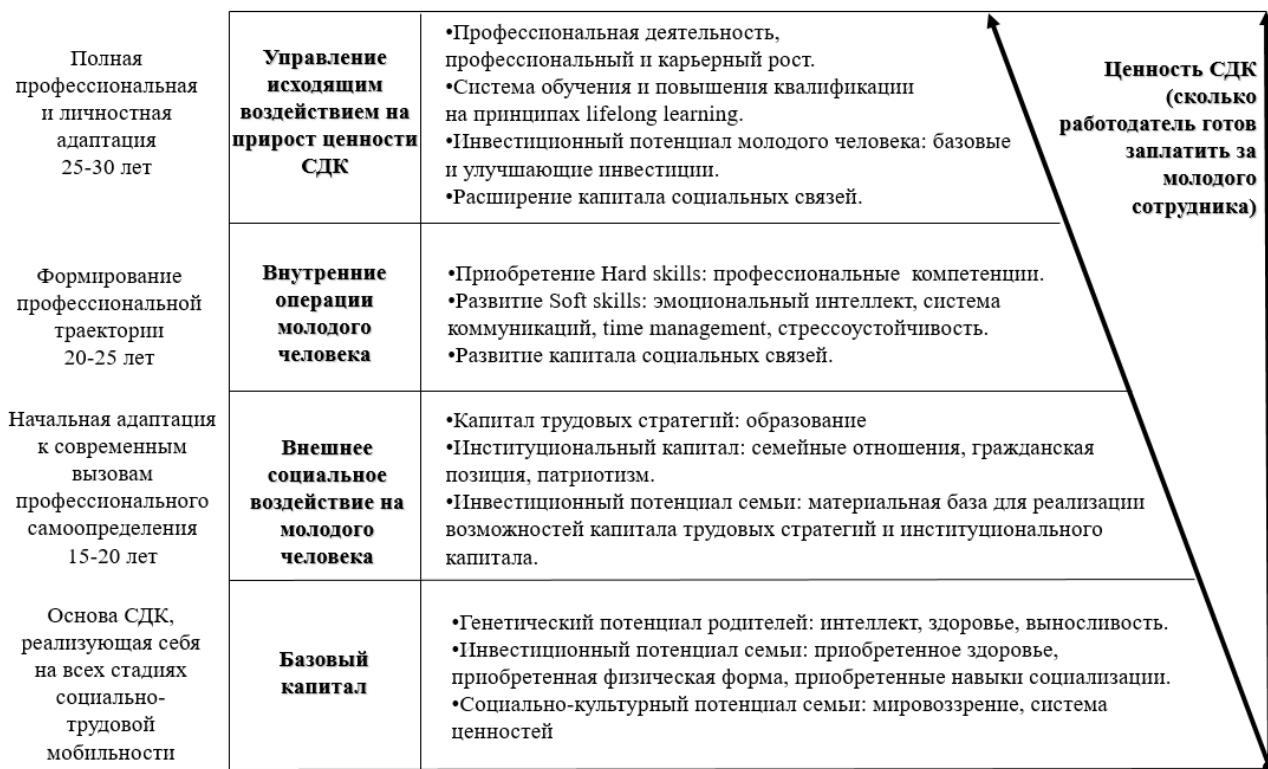 Полная
профессиональная
и личностная
адаптация
25-30 лет
Управление
исходящим
воздействием на
прирост ценности
СДК
•Профессиональная деятельность,
профессиональный и карьерный рост.
•Система обучения и повышения квалификации
на принципах lifelong learning.
•Инвестиционный потенциал молодого человека: базовые
и улучшающие инвестиции.
•Расширение капитала социальных связей.
Ценность СДК
(сколько
работодатель готов
заплатить за
молодого
сотрудника)
Формирование
профессиональной
траектории
20-25 лет
Внутренние
операции
молодого
человека
•Приобретение Hard skills: профессиональные компетенции.
•Развитие Soft skills: эмоциональный интеллект, система
коммуникаций, time management, стрессоустойчивость.
•Развитие капитала социальных связей.
Начальная адаптация
к современным
вызовам
профессионального
самоопределения
15-20 лет
Внешнее
социальное
воздействие на
молодого
человека
•Капитал трудовых стратегий: образование
•Институциональный капитал: семейные отношения, гражданская
позиция, патриотизм.
•Инвестиционный потенциал семьи: материальная база для реализации
возможностей капитала трудовых стратегий и институционального
капитала.
Основа СДК,
реализующая себя
на всех стадиях
социально-
трудовой
мобильности
Базовый
капитал
•Генетический потенциал родителей: интеллект, здоровье, выносливость.
•Инвестиционный потенциал семьи: приобретенное здоровье,
приобретенная физическая форма, приобретенные навыки социализации.
•Социально-культурный потенциал семьи: мировоззрение, система
ценностей